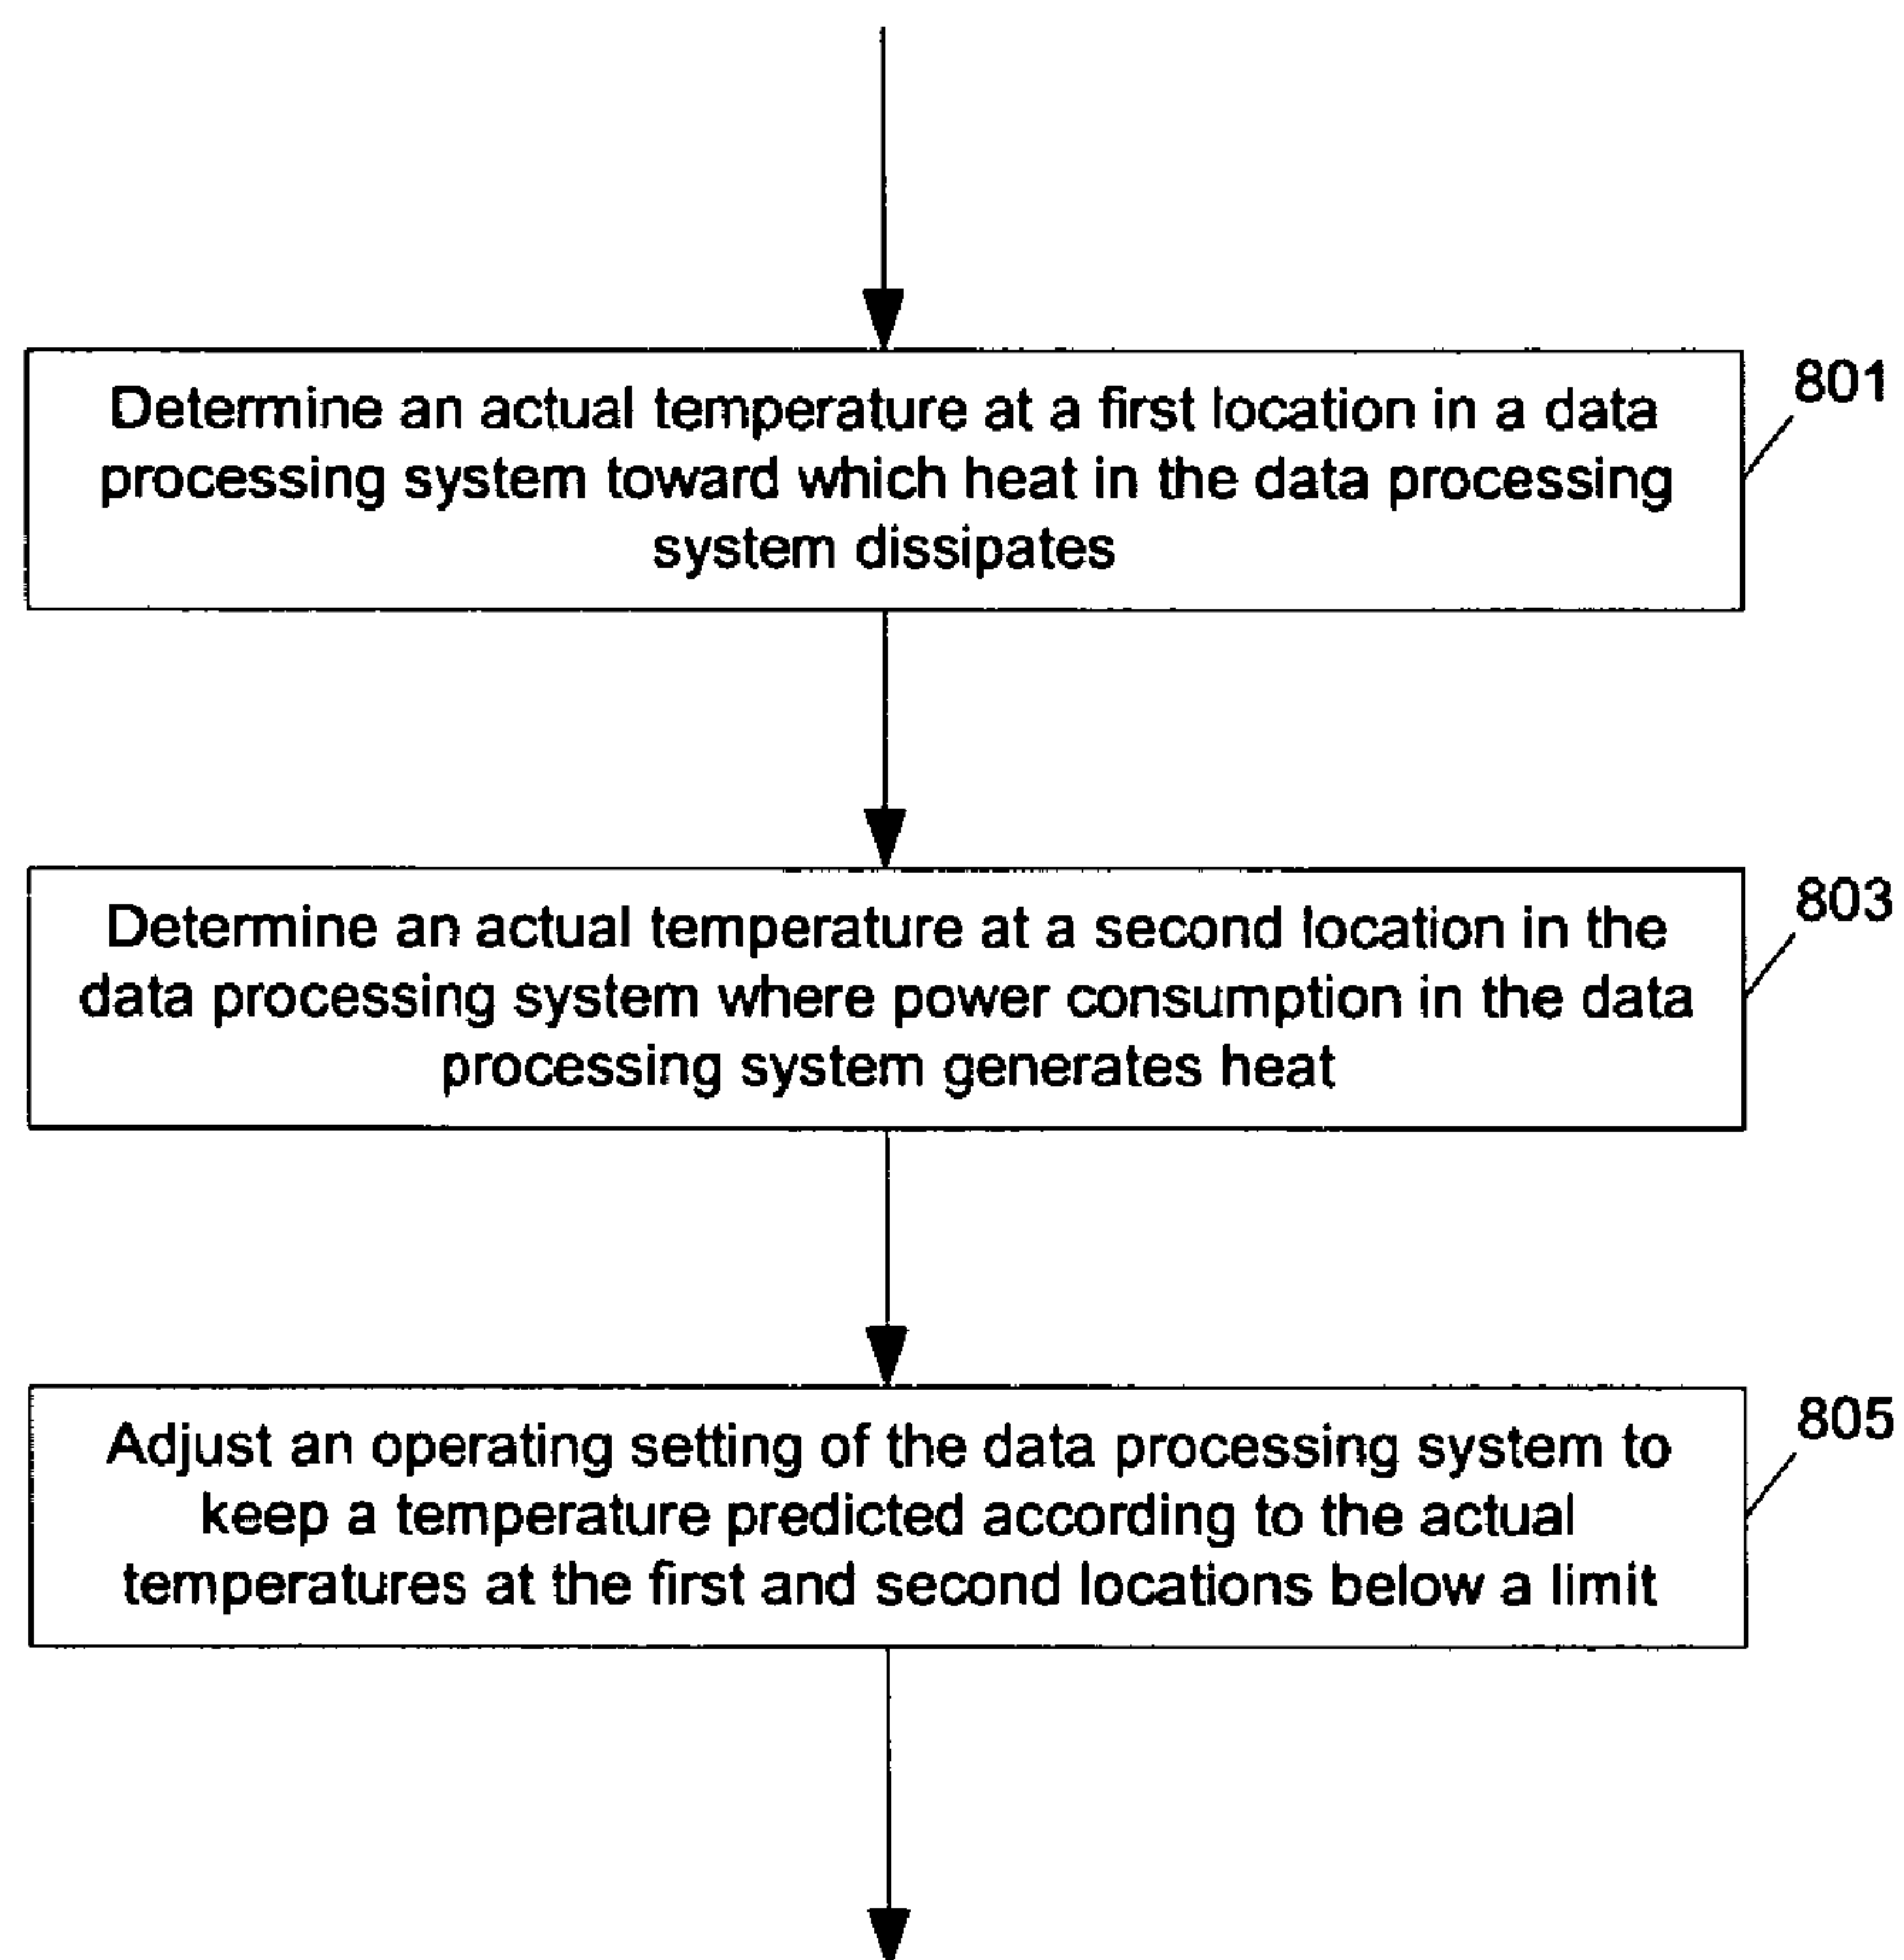 Determine an actual temperature at a first location in a data
processing system toward which heat in the data processing
system dissipates
801
Determine an actual temperature at a second location in the
data processing system where power consumption in the data
processing system generates heat
803
Adjust an operating setting of the data processing system to
keep a temperature predicted according to the actual
temperatures at the first and second locations below a limit
805